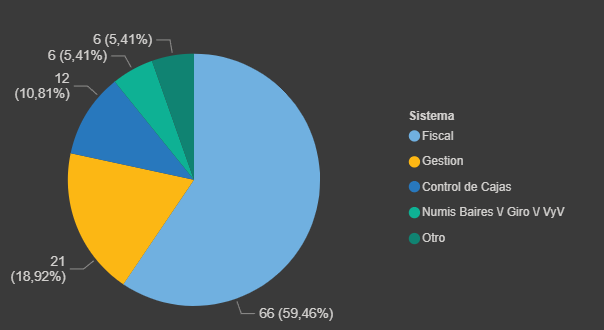 6 (5,41%)
6 (5,41%)
12
(10,81%)
21
(18,92%)
66 (59,46%)
Sistema
Fiscal
Gestion
Control de Cajas
Numis Baires \/ Giro \/ VyV
Otro